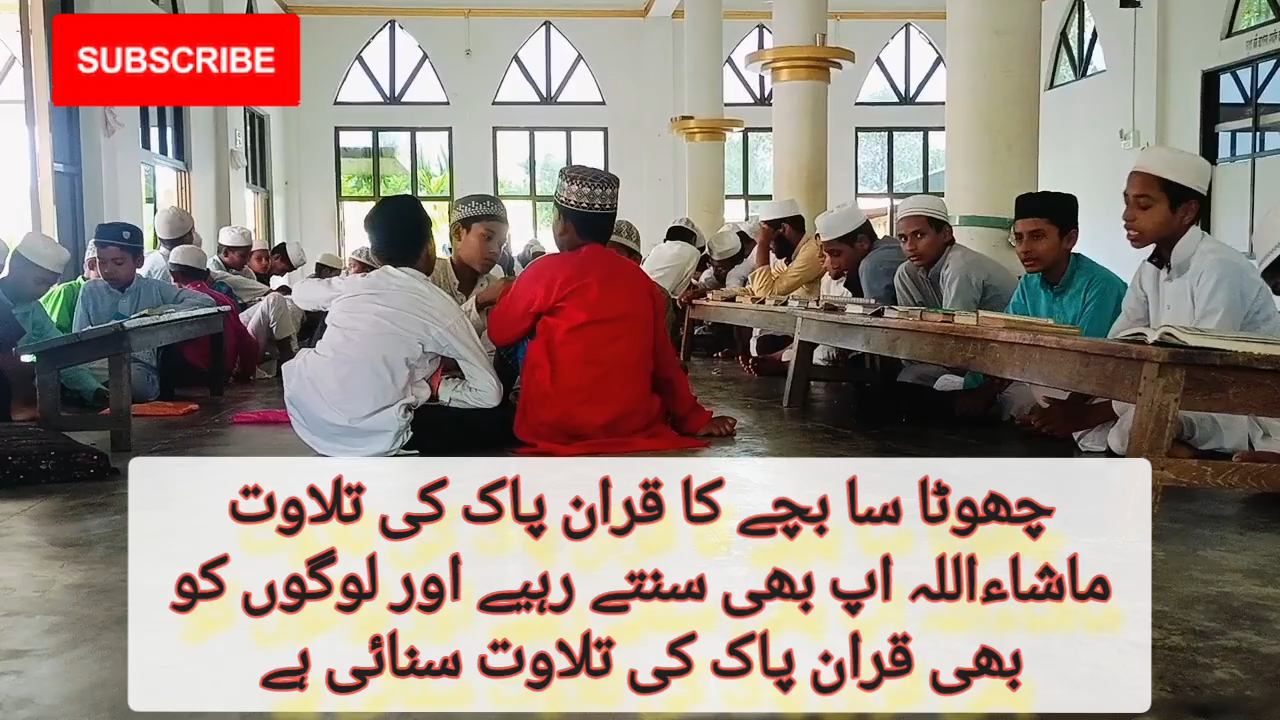 SUBSCRIBE
چھوٹا سا بچے کا قران پاک کی تلاوت
ماشاءاللہ اپ بھی سنتے رہیے اور لوگوں کو
بھی قران پاک کی تلاوت سنائی ہے